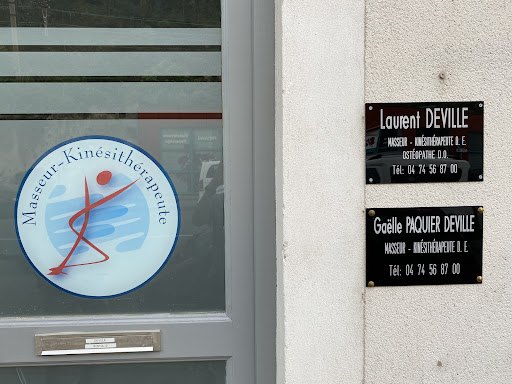 Masseur-Kinésithérapeute
Laurent DEVILLE
MASSEUR - KINÉSITHÉRAPEUTE D. E.
OSTÉOPATHE D.O.
Tél: 04 74 56 87 00
Gaëlle PAQUIER DEVILLE
MASSEUR - KINÉSITHÉRAPEUTE D. E.
Tél: 04 74 56 87 00